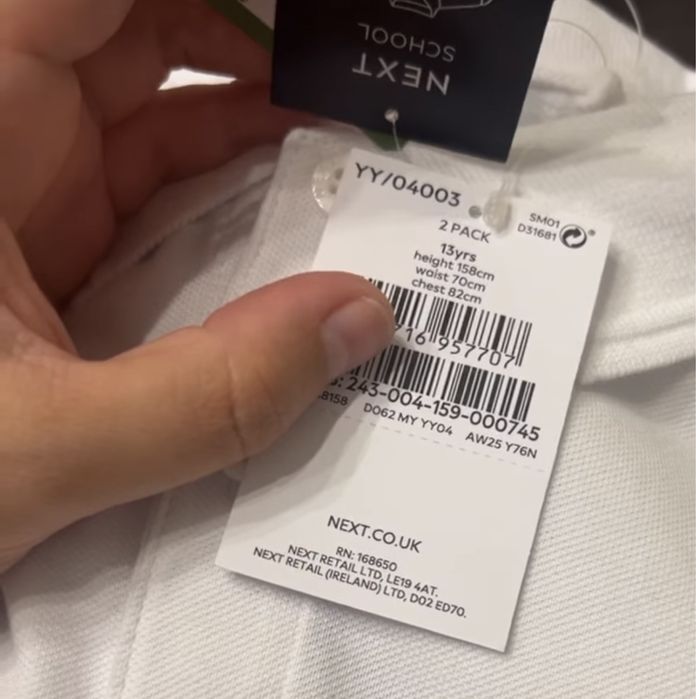 NEXT
SCHOOL
YY/04003
SM01
D31681
2 PACK
13yrs
height 158cm
waist 70cm
chest 82cm
716 957707
: 243-004-159-000745
8158 D062 MY YY04 AW25 Y76N
NEXT.CO.UK
RN: 168650
NEXT RETAIL LTD, LE19 4AT.
NEXT RETAIL (IRELAND) LTD, D02 ED70.